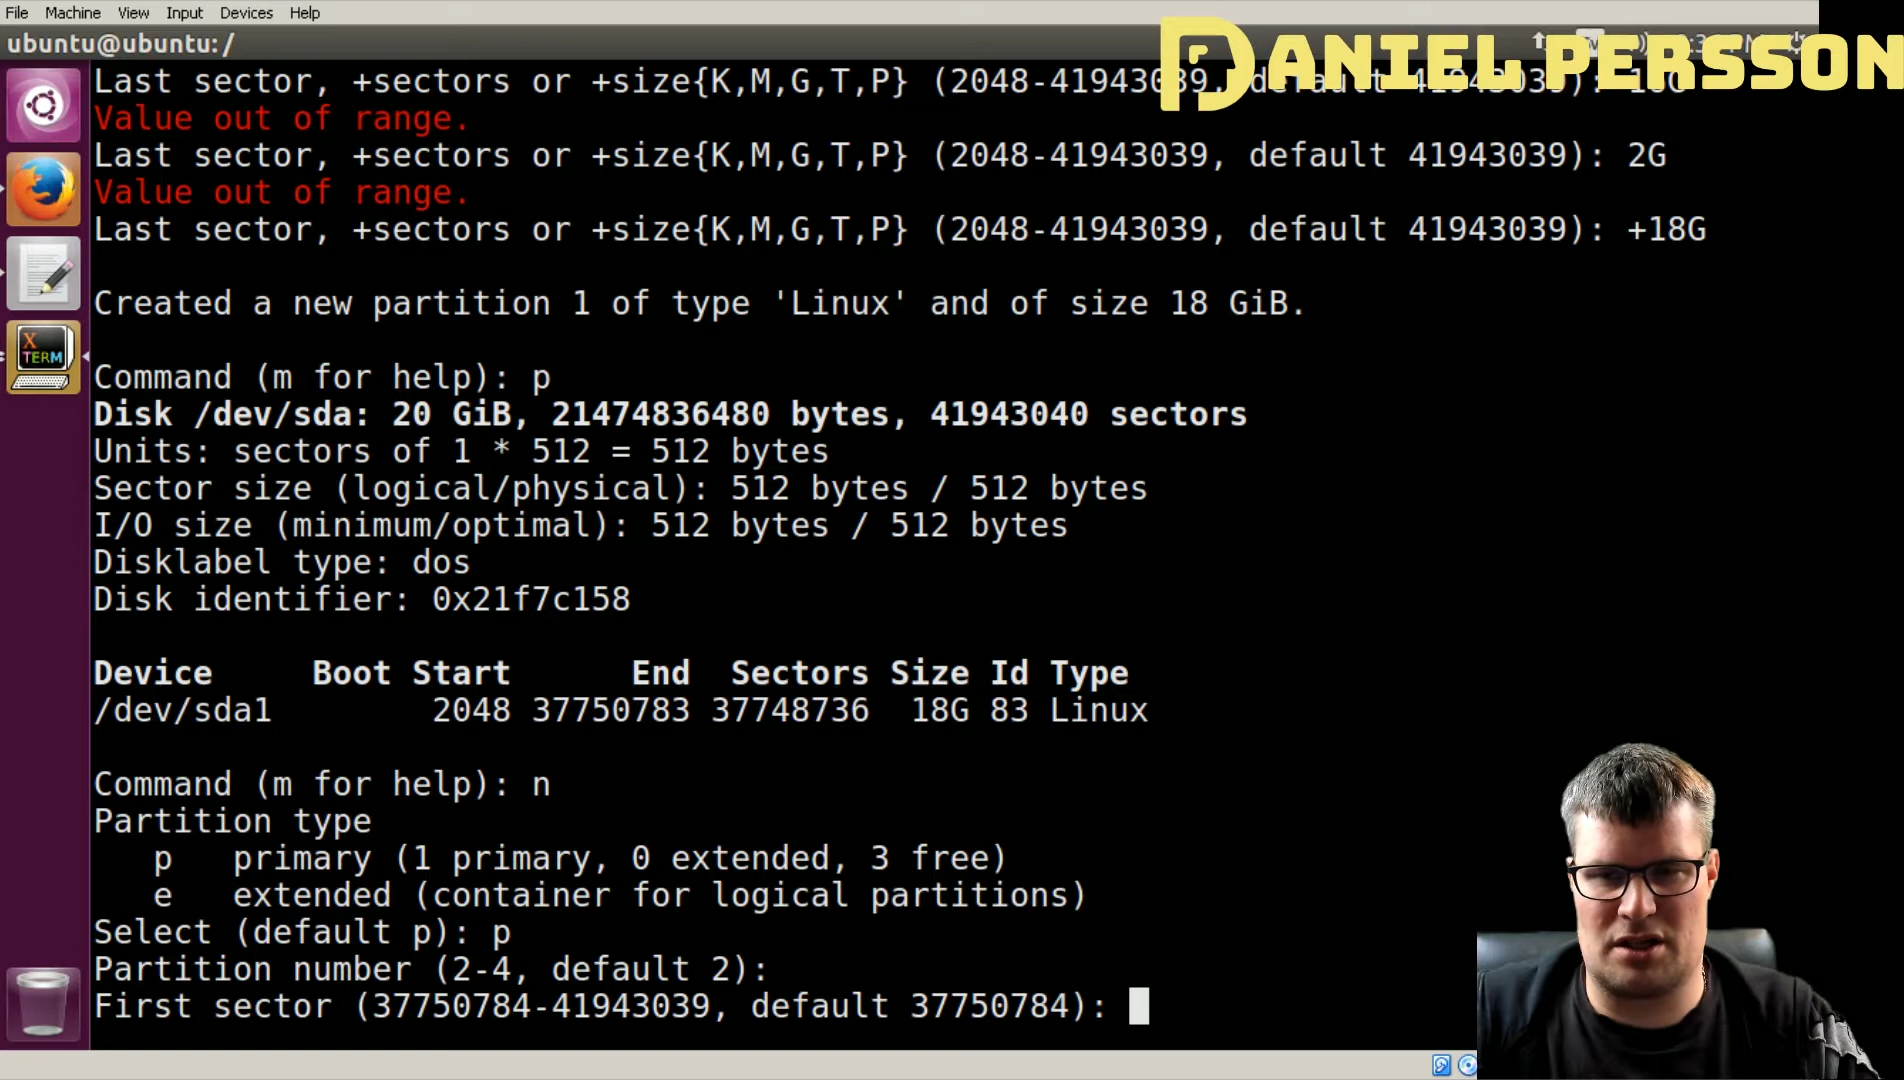 File Machine View Input Devices Help
ubuntu@ubuntu: /
DANIEL PERSSON
Last sector, +sectors or +size{K,M,G,T,P} (2048-41943039, default 41943039):
Value out of range.
Last sector, +sectors or +size{K,M,G,T,P} (2048-41943039, default 41943039): 2G
Value out of range.
Last sector, +sectors or +size{K,M,G,T,P} (2048-41943039, default 41943039): +18G
Created a new partition 1 of type 'Linux' and of size 18 GiB.
Command (m for help): p
Disk /dev/sda: 20 GiB, 21474836480 bytes, 41943040 sectors
Units: sectors of 1 * 512 = 512 bytes
Sector size (logical/physical): 512 bytes / 512 bytes
I/O size (minimum/optimal): 512 bytes / 512 bytes
Disklabel type: dos
Disk identifier: 0x21f7c158
Device Boot Start End Sectors Size Id Type
/dev/sda1 2048 37750783 37748736 18G 83 Linux
Command (m for help): n
Partition type
p primary (1 primary, 0 extended, 3 free)
e extended (container for logical partitions)
Select (default p): p
Partition number (2-4, default 2):
First sector (37750784-41943039, default 37750784):
X
TERM